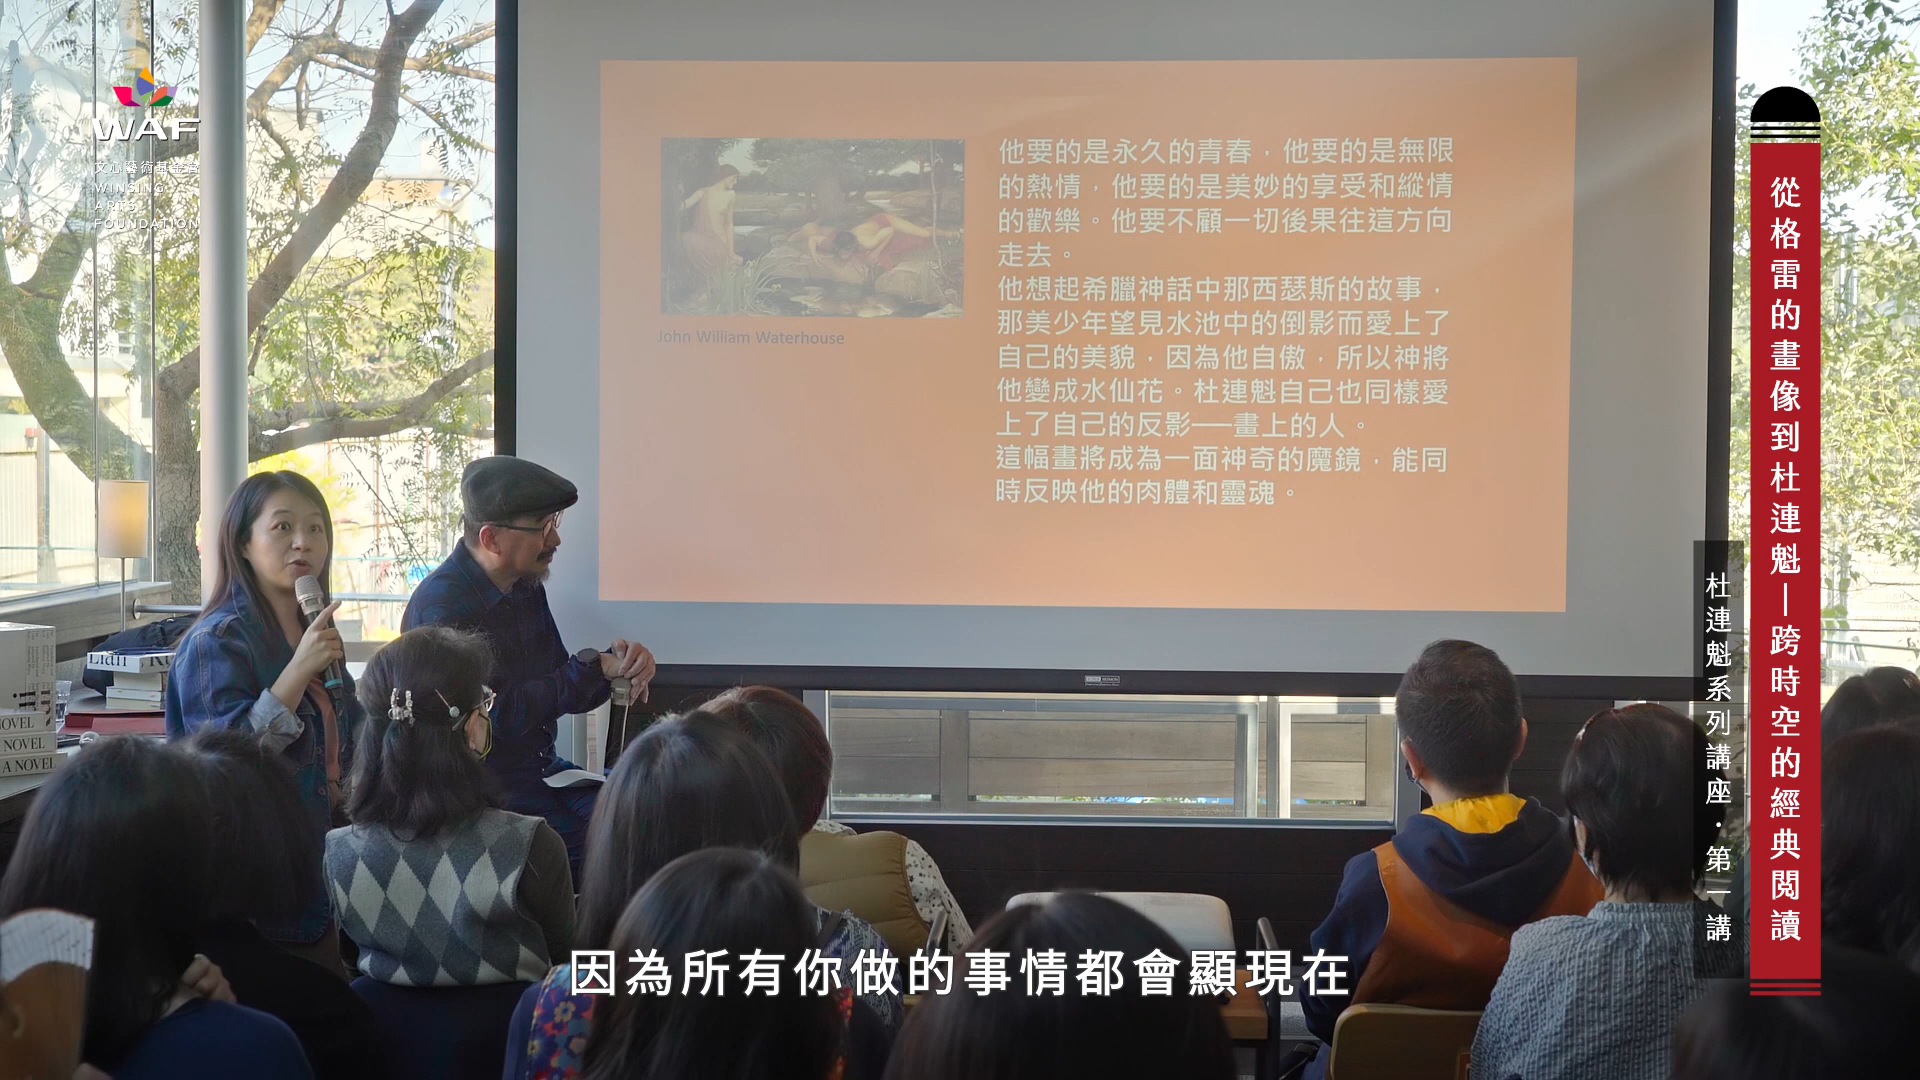 WAF
文心藝術基金會
WINSING
ARTS
FOUNDATION
他要的是永久的青春，他要的是無限
的熱情，他要的是美妙的享受和縱情
的歡樂。他要不顧一切後果往這方向
走去。
他想起希臘神話中那西瑟斯的故事，
那美少年望見水池中的倒影而愛上了
自己的美貌，因為他自傲，所以神將
他變成水仙花。杜連魁自己也同樣愛
上了自己的反影——畫上的人。
這幅畫將成為一面神奇的魔鏡，能同
時反映他的肉體和靈魂。
John William Waterhouse
從格雷的畫像到杜連魁—跨時空的經典閱讀
杜連魁系列講座·第一講
NOVEL
NOVEL
A NOVEL
因為所有你做的事情都會顯現在